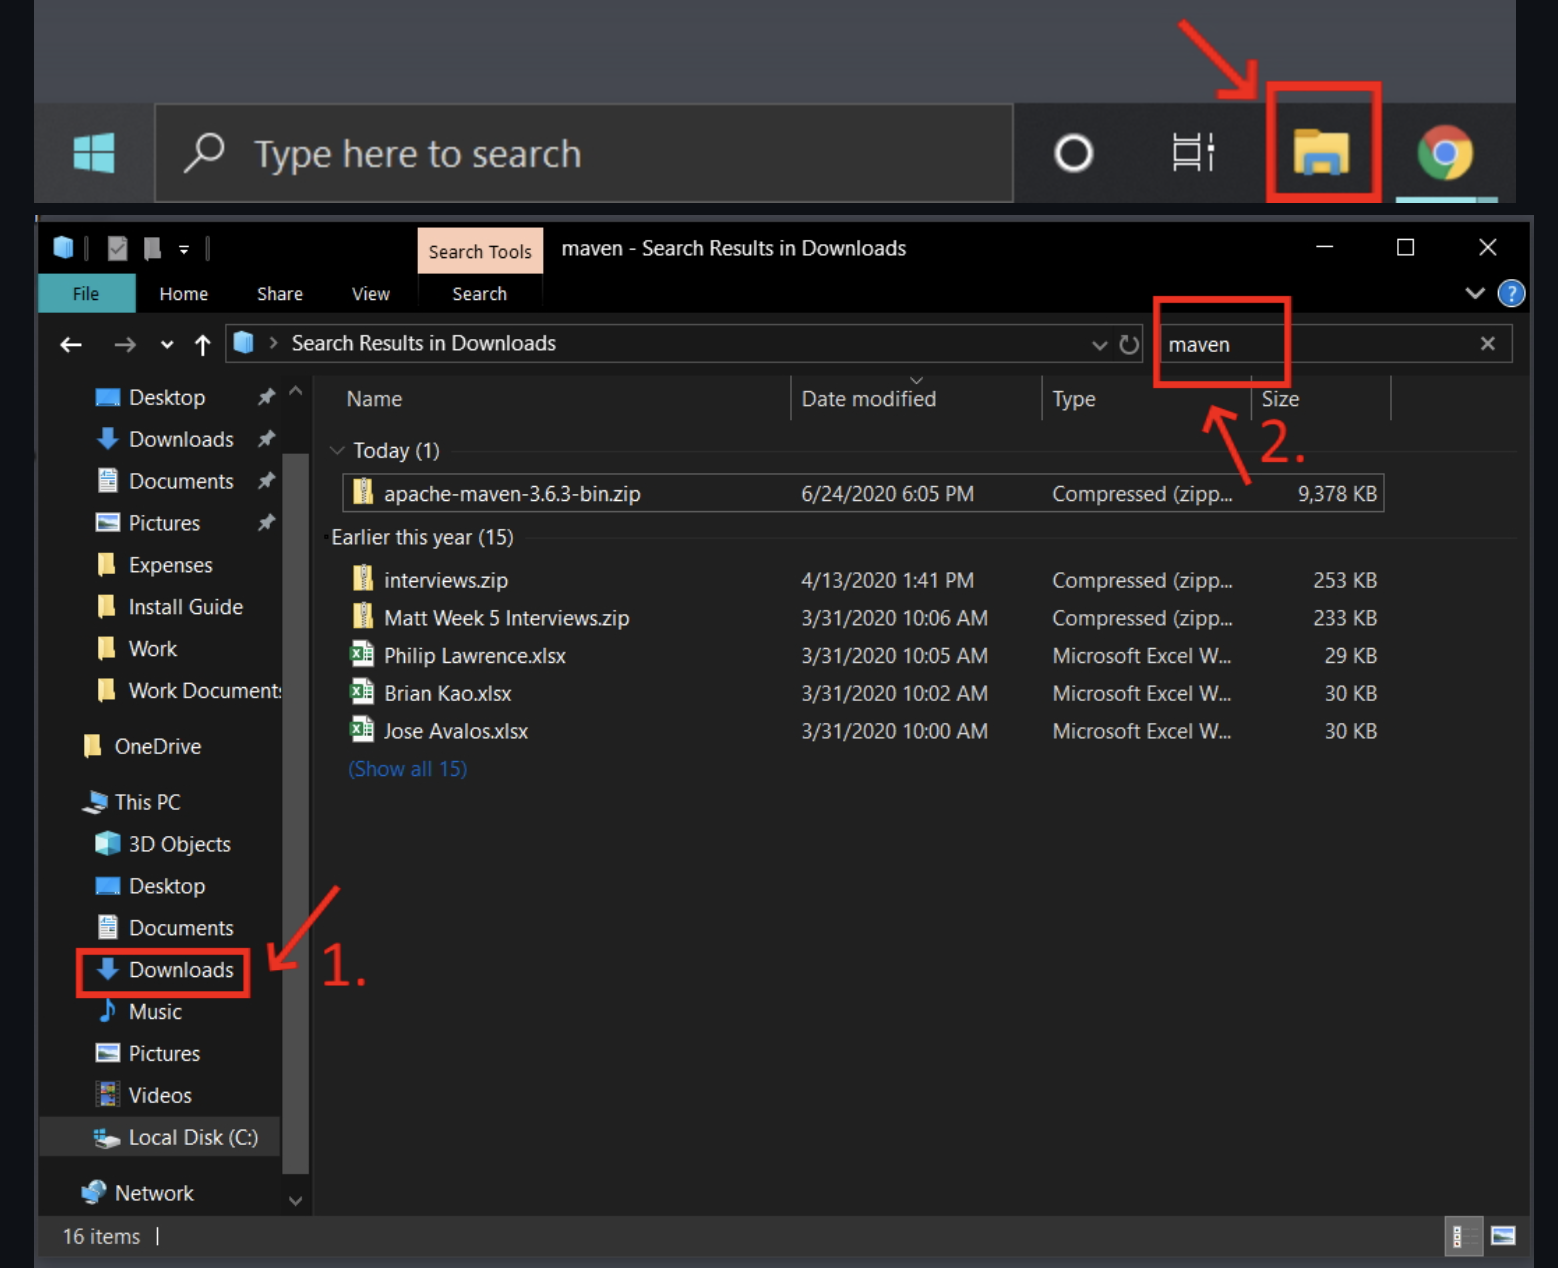 Type here to search
Search Tools
maven - Search Results in Downloads
File Home Share View Search
?
Search Results in Downloads
maven
Name Date modified Type Size
2.
Desktop
Downloads
Documents
Pictures
Expenses
Install Guide
Work
Work Document
OneDrive
This PC
3D Objects
Desktop
Documents
Downloads
1.
Music
Pictures
Videos
Local Disk (C:)
Network
Today (1)
apache-maven-3.6.3-bin.zip 6/24/2020 6:05 PM Compressed (zipp... 9,378 KB
Earlier this year (15)
interviews.zip 4/13/2020 1:41 PM Compressed (zipp... 253 KB
Matt Week 5 Interviews.zip 3/31/2020 10:06 AM Compressed (zipp... 233 KB
Philip Lawrence.xlsx 3/31/2020 10:05 AM Microsoft Excel W... 29 KB
Brian Kao.xlsx 3/31/2020 10:02 AM Microsoft Excel W... 30 KB
Jose Avalos.xlsx 3/31/2020 10:00 AM Microsoft Excel W... 30 KB
(Show all 15)
16 items